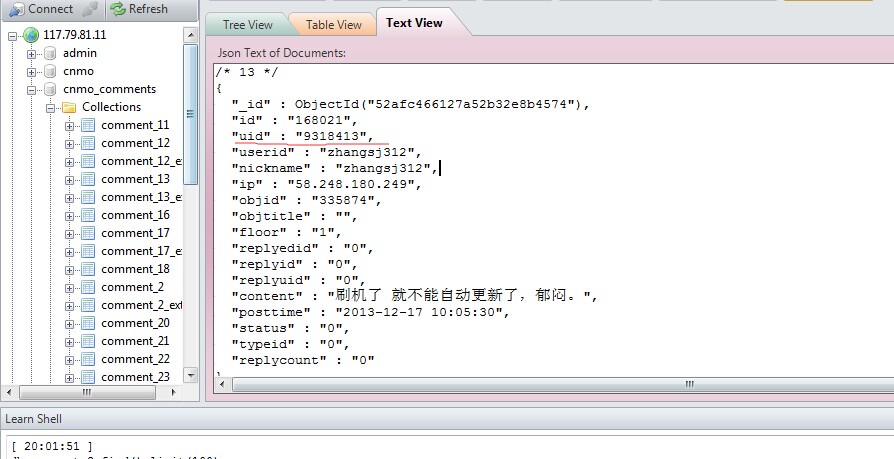 Connect Refresh
117.79.81.11
admin
cnmo
cnmo_comments
Collections
comment_11
comment_12
comment_12_ex
comment_13
comment_13_ex
comment_16
comment_17
comment_17_ex
comment_18
comment_2
comment_2_ext
comment_20
comment_21
comment_22
comment_23
Tree View Table View Text View
Json Text of Documents:
/* 13 */
{
"_id" : ObjectId("52afc466127a52b32e8b4574"),
"id" : "168021",
"uid" : "9318413",
"userid" : "zhangsj312",
"nickname" : "zhangsj312",
"ip" : "58.248.180.249",
"objid" : "335874",
"objtitle" : "",
"floor" : "1",
"replyedid" : "0",
"replyid" : "0",
"replyuid" : "0",
"content" : "刷机了 就不能自动更新了，郁闷。",
"posttime" : "2013-12-17 10:05:30",
"status" : "0",
"typeid" : "0",
"replycount" : "0"
Learn Shell
[ 20:01:51 ]